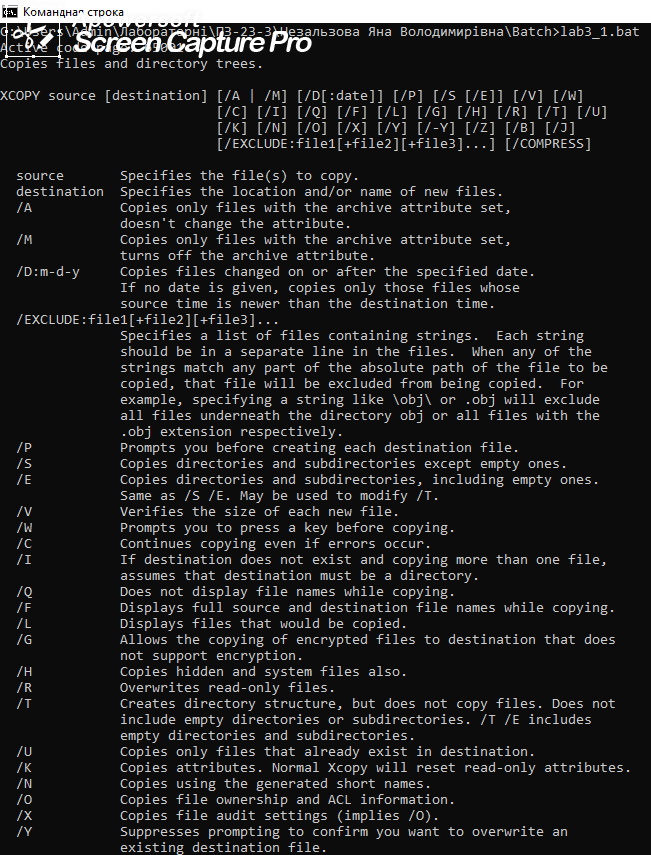 Командная строка
C:\Users\Admin\Лабораторні\ПЗ-23-3\Незальзова Яна Володимирівна\Batch>lab3_1.bat
Screen Capture Pro
Active code
Copies files and directory trees.
XCOPY source [destination] [/A | /M] [/D[:date]] [/P] [/S [/E]] [/V] [/W]
[/C] [/I] [/Q] [/F] [/L] [/G] [/H] [/R] [/T] [/U]
[/K] [/N] [/O] [/X] [/Y] [/-Y] [/Z] [/B] [/J]
[/EXCLUDE:file1[+file2][+file3]...] [/COMPRESS]
source Specifies the file(s) to copy.
destination Specifies the location and/or name of new files.
/A Copies only files with the archive attribute set,
doesn't change the attribute.
/M Copies only files with the archive attribute set,
turns off the archive attribute.
/D:m-d-y Copies files changed on or after the specified date.
If no date is given, copies only those files whose
source time is newer than the destination time.
/EXCLUDE:file1[+file2][+file3]...
Specifies a list of files containing strings. Each string
should be in a separate line in the files. When any of the
strings match any part of the absolute path of the file to be
copied, that file will be excluded from being copied. For
example, specifying a string like \obj\ or .obj will exclude
all files underneath the directory obj or all files with the
.obj extension respectively.
/P Prompts you before creating each destination file.
/S Copies directories and subdirectories except empty ones.
/E Copies directories and subdirectories, including empty ones.
Same as /S /E. May be used to modify /T.
/V Verifies the size of each new file.
/W Prompts you to press a key before copying.
/C Continues copying even if errors occur.
/I If destination does not exist and copying more than one file,
assumes that destination must be a directory.
/Q Does not display file names while copying.
/F Displays full source and destination file names while copying.
/L Displays files that would be copied.
/G Allows the copying of encrypted files to destination that does
not support encryption.
/H Copies hidden and system files also.
/R Overwrites read-only files.
/T Creates directory structure, but does not copy files. Does not
include empty directories or subdirectories. /T /E includes
empty directories and subdirectories.
/U Copies only files that already exist in destination.
/K Copies attributes. Normal Xcopy will reset read-only attributes.
/N Copies using the generated short names.
/O Copies file ownership and ACL information.
/X Copies file audit settings (implies /O).
/Y Suppresses prompting to confirm you want to overwrite an
existing destination file.